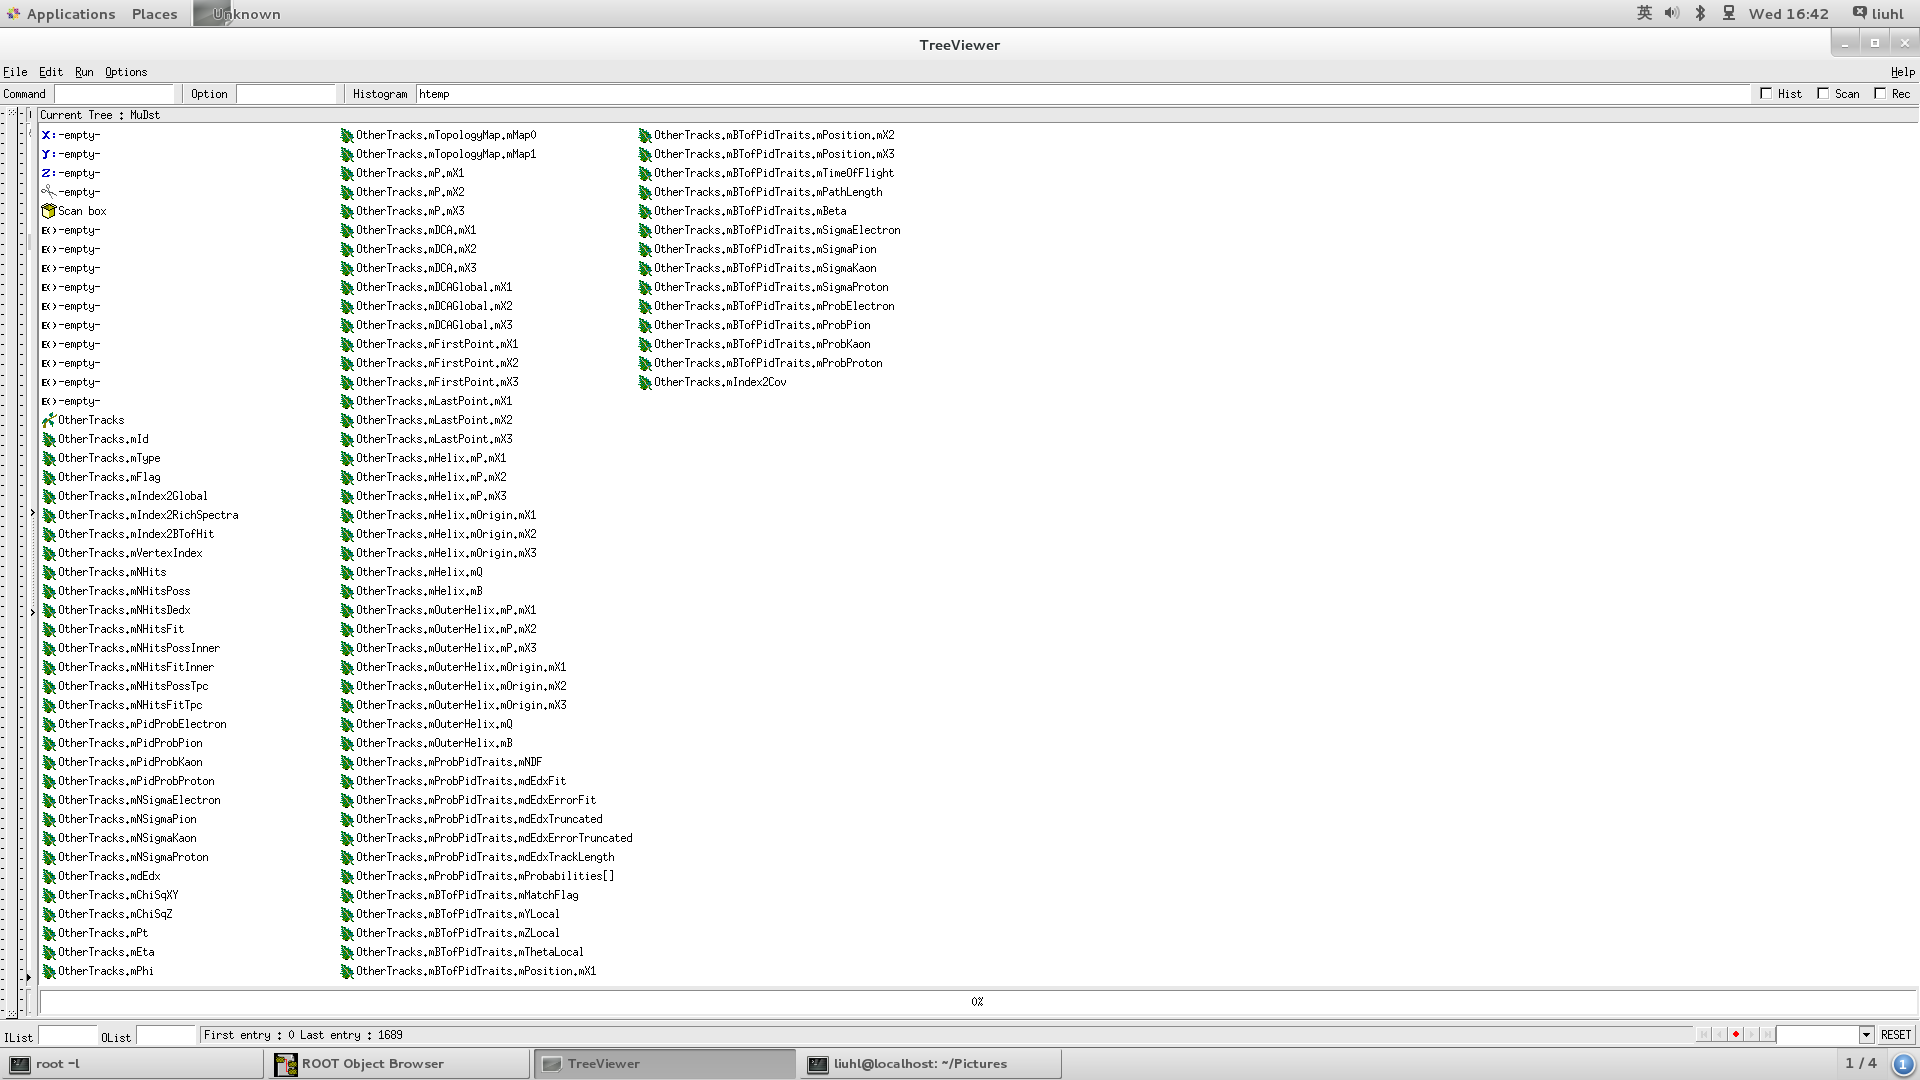 Applications Places Unknown 英 Wed 16:42 liuhl
TreeViewer
File Edit Run Options Help
Command Option Histogram htemp Hist Scan Rec
Current Tree : MuDst
X: -empty-
Y: -empty-
Z: -empty-
-empty-
Scan box
E() -empty-
E() -empty-
E() -empty-
E() -empty-
E() -empty-
E() -empty-
E() -empty-
E() -empty-
E() -empty-
E() -empty-
OtherTracks
OtherTracks.mId
OtherTracks.mType
OtherTracks.mFlag
OtherTracks.mIndex2Global
OtherTracks.mIndex2RichSpectra
OtherTracks.mIndex2BTofHit
OtherTracks.mVertexIndex
OtherTracks.mNHits
OtherTracks.mNHitsPoss
OtherTracks.mNHitsDedx
OtherTracks.mNHitsFit
OtherTracks.mNHitsPossInner
OtherTracks.mNHitsFitInner
OtherTracks.mNHitsPossTpc
OtherTracks.mNHitsFitTpc
OtherTracks.mPidProbElectron
OtherTracks.mPidProbPion
OtherTracks.mPidProbKaon
OtherTracks.mPidProbProton
OtherTracks.mNSigmaElectron
OtherTracks.mNSigmaPion
OtherTracks.mNSigmaKaon
OtherTracks.mNSigmaProton
OtherTracks.mdEdx
OtherTracks.mChiSqXY
OtherTracks.mChiSqZ
OtherTracks.mPt
OtherTracks.mEta
OtherTracks.mPhi
OtherTracks.mTopologyMap.mMap0
OtherTracks.mTopologyMap.mMap1
OtherTracks.mP.mX1
OtherTracks.mP.mX2
OtherTracks.mP.mX3
OtherTracks.mDCA.mX1
OtherTracks.mDCA.mX2
OtherTracks.mDCA.mX3
OtherTracks.mDCAGlobal.mX1
OtherTracks.mDCAGlobal.mX2
OtherTracks.mDCAGlobal.mX3
OtherTracks.mFirstPoint.mX1
OtherTracks.mFirstPoint.mX2
OtherTracks.mFirstPoint.mX3
OtherTracks.mLastPoint.mX1
OtherTracks.mLastPoint.mX2
OtherTracks.mLastPoint.mX3
OtherTracks.mHelix.mP.mX1
OtherTracks.mHelix.mP.mX2
OtherTracks.mHelix.mP.mX3
OtherTracks.mHelix.mOrigin.mX1
OtherTracks.mHelix.mOrigin.mX2
OtherTracks.mHelix.mOrigin.mX3
OtherTracks.mHelix.mQ
OtherTracks.mHelix.mB
OtherTracks.mOuterHelix.mP.mX1
OtherTracks.mOuterHelix.mP.mX2
OtherTracks.mOuterHelix.mP.mX3
OtherTracks.mOuterHelix.mOrigin.mX1
OtherTracks.mOuterHelix.mOrigin.mX2
OtherTracks.mOuterHelix.mOrigin.mX3
OtherTracks.mOuterHelix.mQ
OtherTracks.mOuterHelix.mB
OtherTracks.mProbPidTraits.mNDF
OtherTracks.mProbPidTraits.mdEdxFit
OtherTracks.mProbPidTraits.mdEdxErrorFit
OtherTracks.mProbPidTraits.mdEdxTruncated
OtherTracks.mProbPidTraits.mdEdxErrorTruncated
OtherTracks.mProbPidTraits.mdEdxTrackLength
OtherTracks.mProbPidTraits.mProbabilities[]
OtherTracks.mBTofPidTraits.mMatchFlag
OtherTracks.mBTofPidTraits.mYLocal
OtherTracks.mBTofPidTraits.mZLocal
OtherTracks.mBTofPidTraits.mThetaLocal
OtherTracks.mBTofPidTraits.mPosition.mX1
OtherTracks.mBTofPidTraits.mPosition.mX2
OtherTracks.mBTofPidTraits.mPosition.mX3
OtherTracks.mBTofPidTraits.mTimeOfFlight
OtherTracks.mBTofPidTraits.mPathLength
OtherTracks.mBTofPidTraits.mBeta
OtherTracks.mBTofPidTraits.mSigmaElectron
OtherTracks.mBTofPidTraits.mSigmaPion
OtherTracks.mBTofPidTraits.mSigmaKaon
OtherTracks.mBTofPidTraits.mSigmaProton
OtherTracks.mBTofPidTraits.mProbElectron
OtherTracks.mBTofPidTraits.mProbPion
OtherTracks.mBTofPidTraits.mProbKaon
OtherTracks.mBTofPidTraits.mProbProton
OtherTracks.mIndex2Cov
0%
IList OList First entry : 0 Last entry : 1689 RESET
root -l ROOT Object Browser TreeViewer liuhl@localhost: ~/Pictures 1 / 4 1